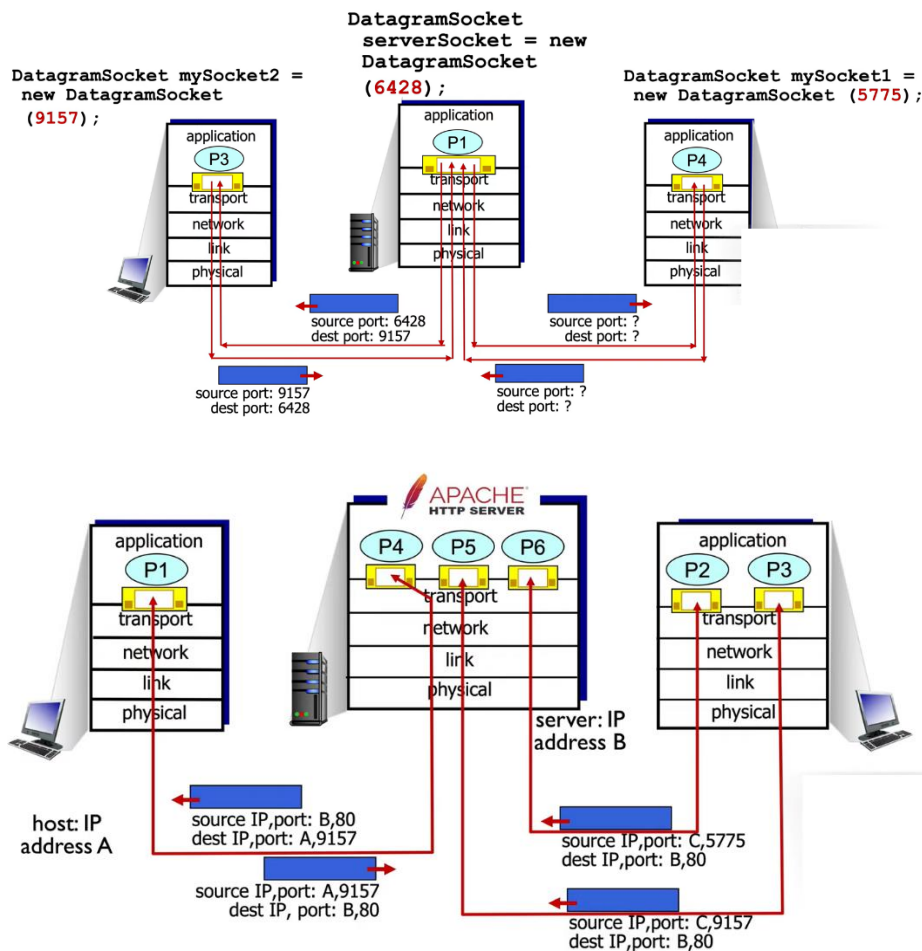 DatagramSocket
serverSocket = new
DatagramSocket
(6428);
DatagramSocket mySocket2 =
new DatagramSocket
(9157);
DatagramSocket mySocket1 =
new DatagramSocket (5775);
application
P3
transport
network
link
physical
application
P1
transport
network
link
physical
application
P4
transport
network
link
physical
source port: 6428
dest port: 9157
source port: ?
dest port: ?
source port: 9157
dest port: 6428
source port: ?
dest port: ?
APACHE
HTTP SERVER
application
P1
transport
network
link
physical
P4 P5 P6
transport
network
link
physical
application
P2 P3
transport
network
link
physical
server: IP
address B
host: IP
address A
source IP,port: B,80
dest IP,port: A,9157
source IP,port: C,5775
dest IP,port: B,80
source IP,port: A,9157
dest IP, port: B,80
source IP,port: C,9157
dest IP,port: B,80